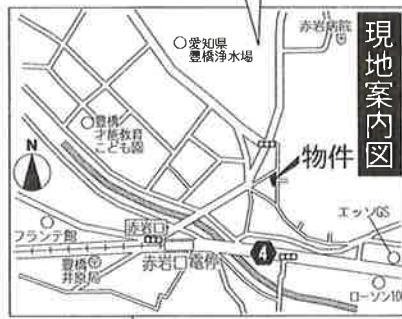 現地案内図
赤岩病院
愛知県
豊橋浄水場
豊橋
才能教育
こども園
N
物件
エッソGS
フランテ館
赤岩口
豊橋
井原局
赤岩口電停
4
ローソン100